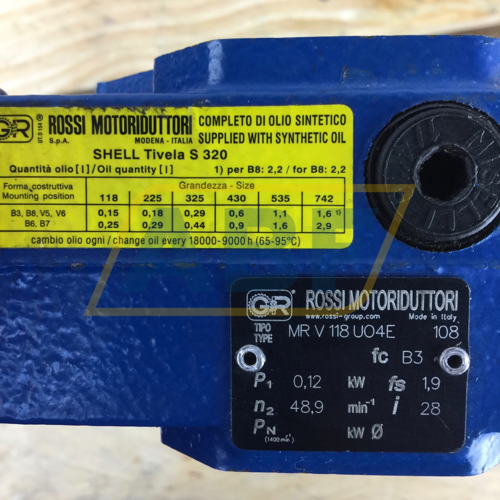 G R UT.D 164 ® ROSSI MOTORIDUTTORI COMPLETO DI OLIO SINTETICO
S.p.A. MODENA - ITALIA SUPPLIED WITH SYNTHETIC OIL
SHELL Tivela S 320
Quantità olio [ l ] / Oil quantity [ l ] 1) per B8: 2,2 / for B8: 2,2
Forma costruttiva Grandezza - Size
Mounting position 118 225 325 430 535 742
B3, B8, V5, V6 0,15 0,18 0,29 0,6 1,1 1,6 1)
B6, B7 0,25 0,29 0,44 0,9 1,6 2,9
cambio olio ogni / change oil every 18000-9000 h (65-95°C)
G R ROSSI MOTORIDUTTORI
www.rossi-group.com Made in Italy
TIPO
TYPE MR V 118 UO4E 108
fc B3
P1 0,12 kW fs 1,9
n2 48,9 min-1 i 28
PN kW Ø
(1400 min-1)